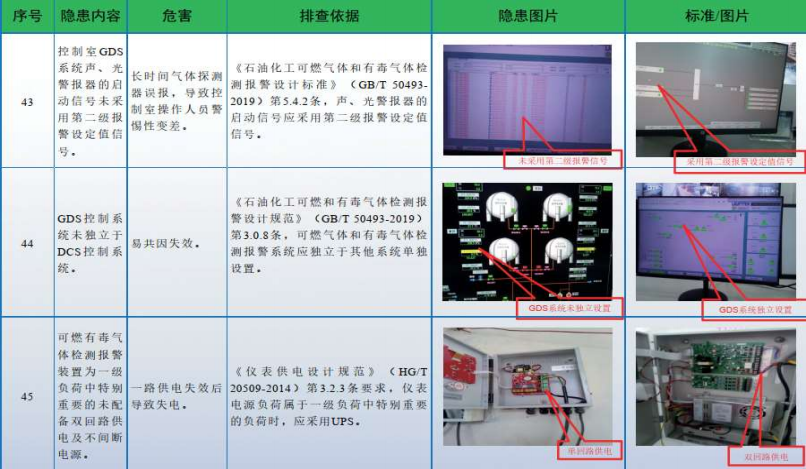 序号 隐患内容 危害 排查依据 隐患图片 标准/图片
43
控制室GDS
系统声、光
警报器的启
动信号未采
用第二级报
警设定值信
号。
长时间气体探测
器误报，导致控
制室操作人员警
惕性变差。
《石油化工可燃气体和有毒气体检
测报警设计标准》（GB/T 50493-
2019）第5.4.2条，声、光警报器的
启动信号应采用第二级报警设定值
信号。
未采用第二级报警信号
采用第二级报警设定值信号
44
GDS控制系
统未独立于
DCS控制系
统。
易共因失效。
《石油化工可燃和有毒气体检测报
警设计规范》（GB/T 50493-2019）
第3.0.8条，可燃气体和有毒气体检
测报警系统应独立于其他系统单独
设置。
GDS系统未独立设置
GDS系统独立设置
45
可燃有毒气
体检测报警
装置为一级
负荷中特别
重要的未配
备双回路供
电及不间断
电源。
一路供电失效后
导致失电。
《仪表供电设计规范》（HG/T
20509-2014）第3.2.3条要求，仪表
电源负荷属于一级负荷中特别重要
的负荷时，应采用UPS。
单回路供电
双回路供电